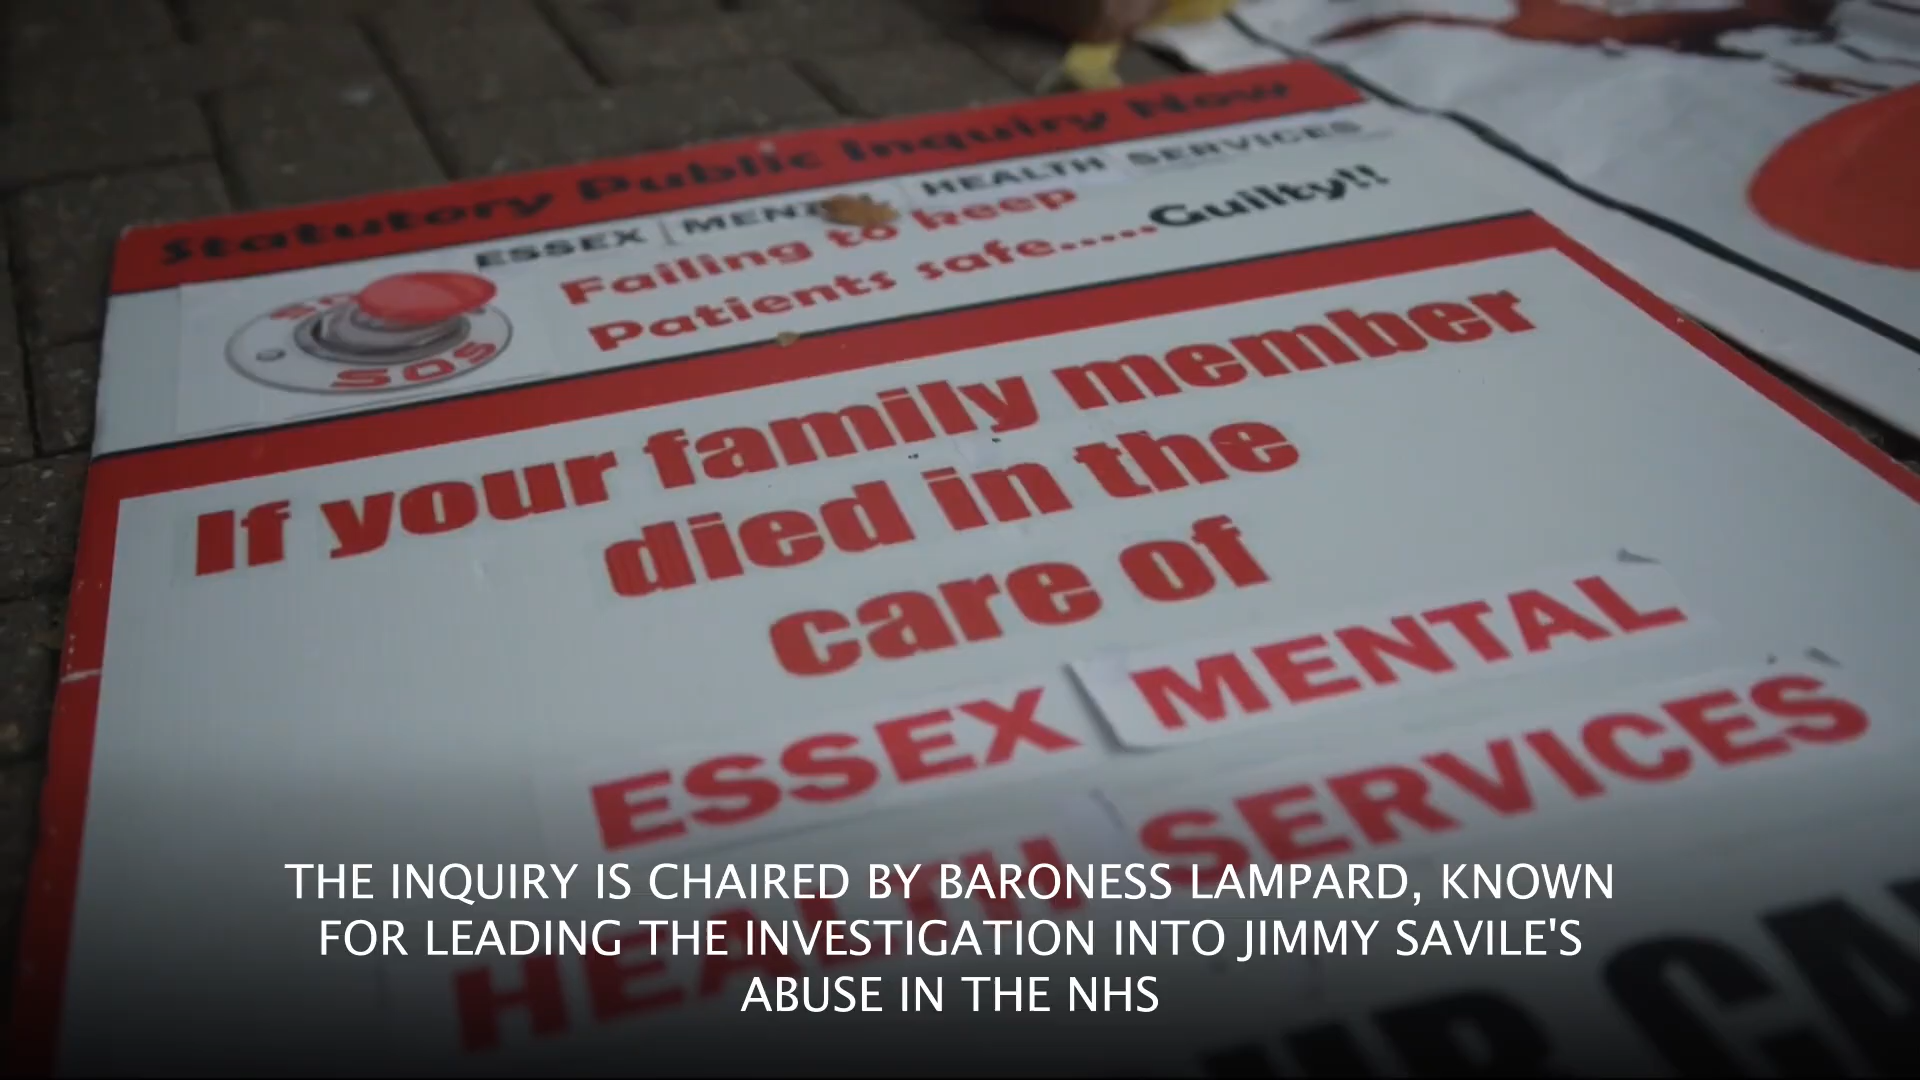 Statutory Public Inquiry Now
ESSEX MENTAL HEALTH SERVICES
Failing to keep
Patients safe.....Guilty!!
SOS
If your family member
died in the
care of
ESSEX MENTAL
HEALTH SERVICES
THE INQUIRY IS CHAIRED BY BARONESS LAMPARD, KNOWN
FOR LEADING THE INVESTIGATION INTO JIMMY SAVILE'S
ABUSE IN THE NHS